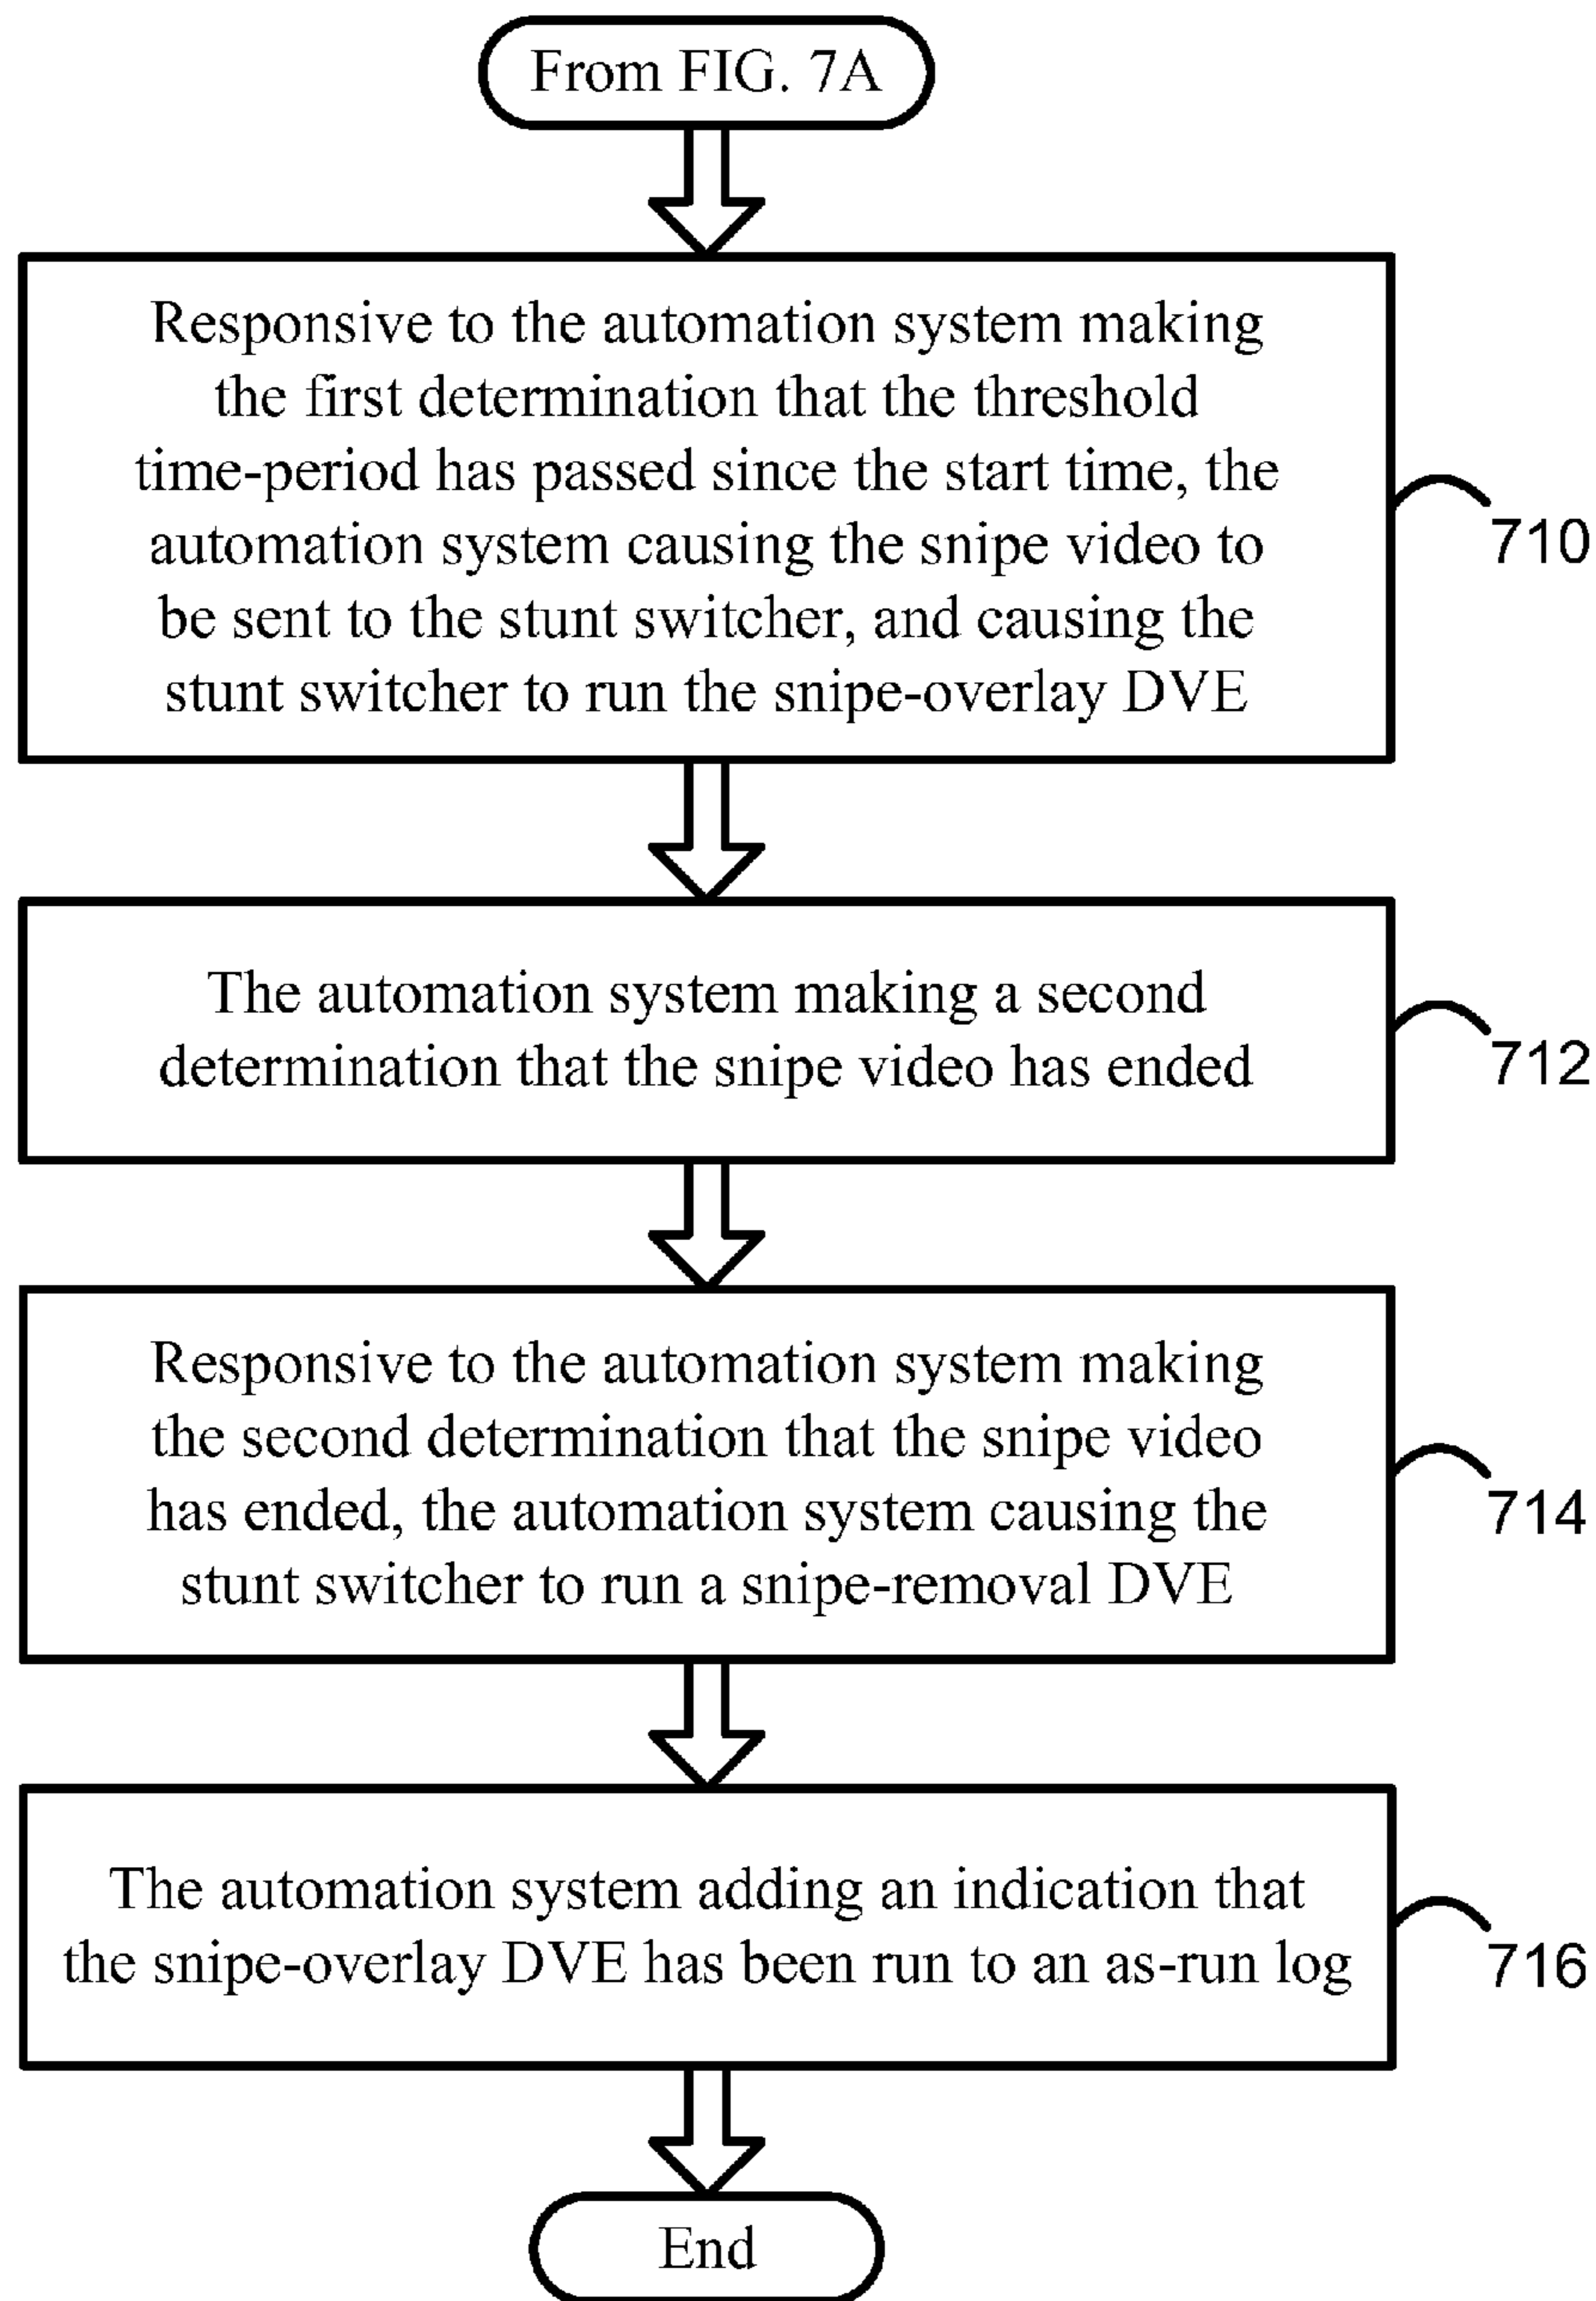 From FIG. 7A
Responsive to the automation system making
the first determination that the threshold
time-period has passed since the start time, the
automation system causing the snipe video to
be sent to the stunt switcher, and causing the
stunt switcher to run the snipe-overlay DVE
710
The automation system making a second
determination that the snipe video has ended
712
Responsive to the automation system making
the second determination that the snipe video
has ended, the automation system causing the
stunt switcher to run a snipe-removal DVE
714
The automation system adding an indication that
the snipe-overlay DVE has been run to an as-run log
716
End